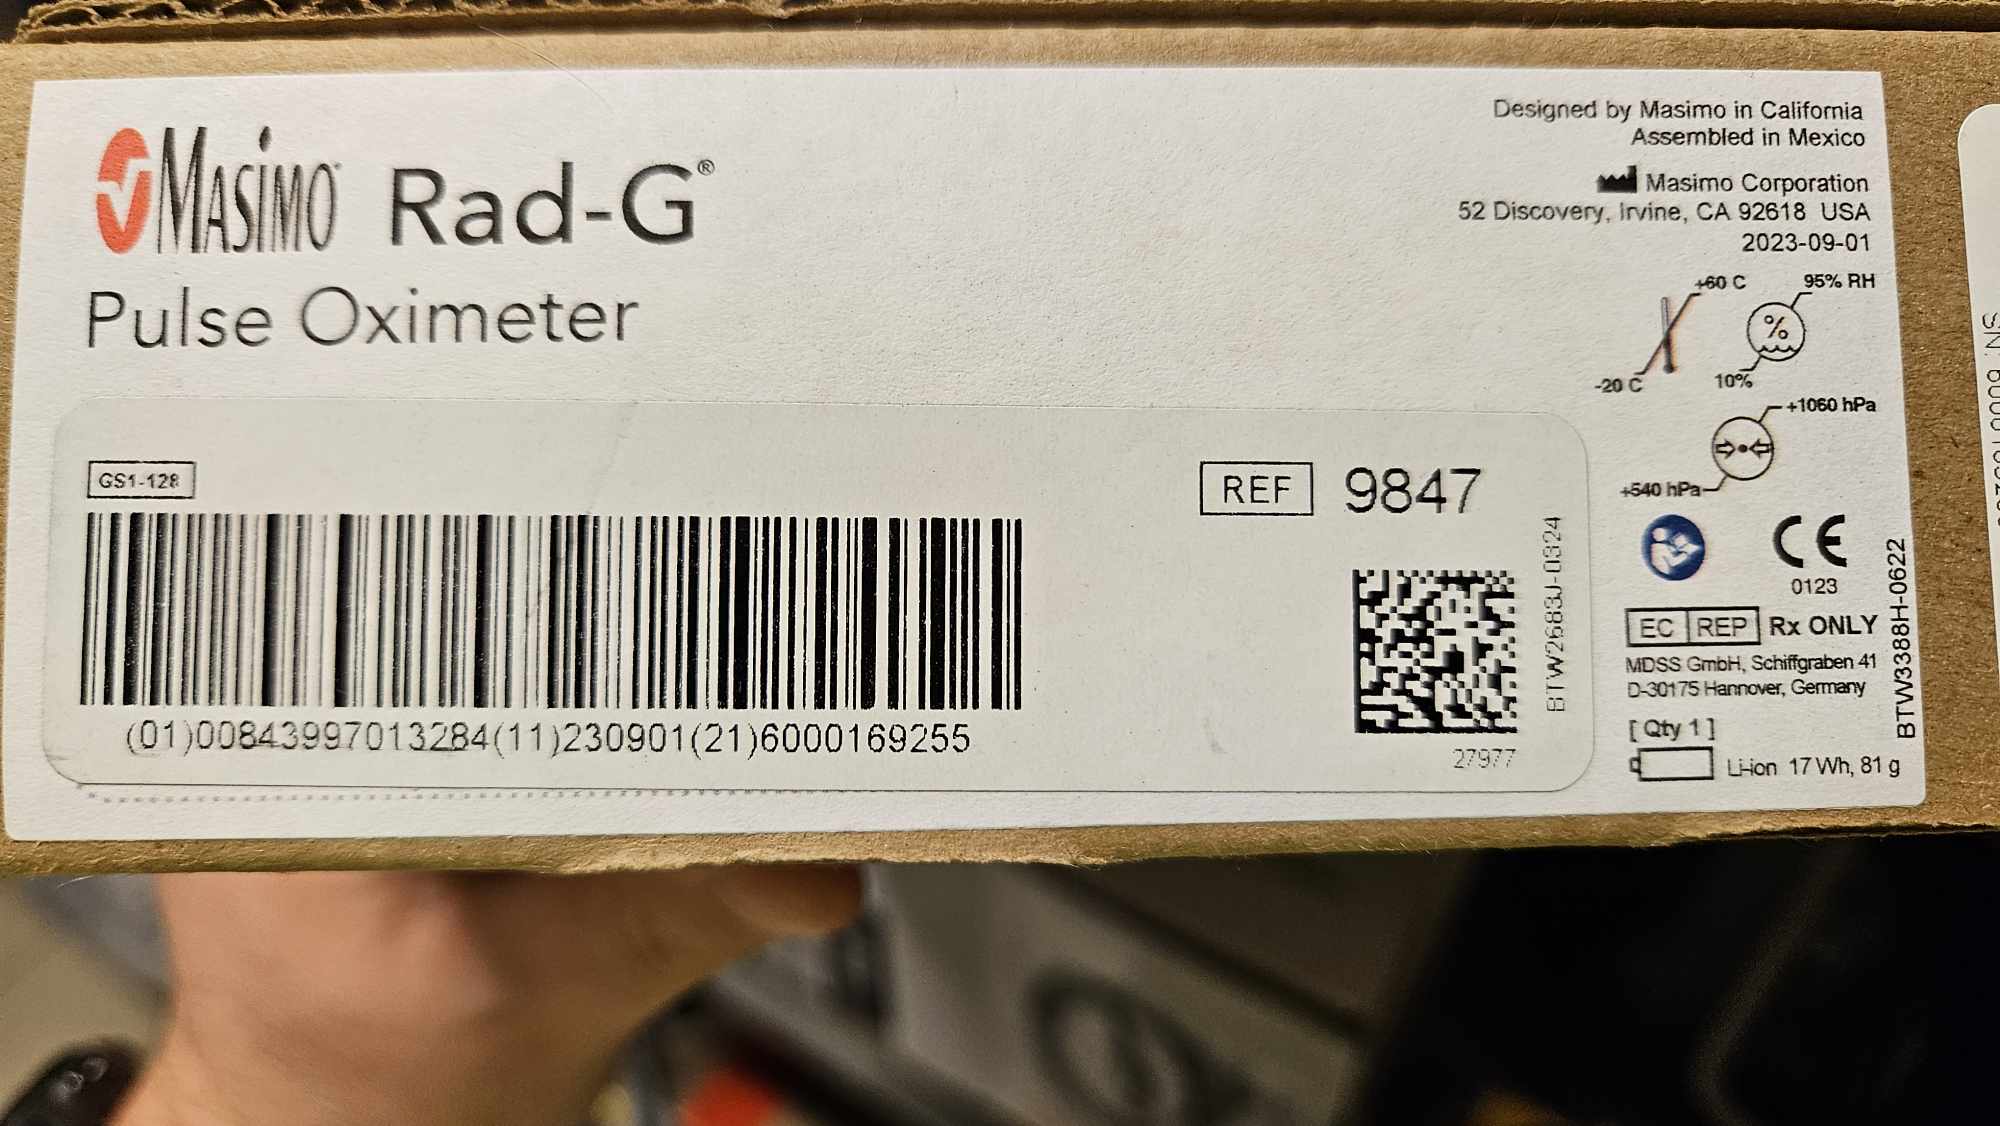 MASIMO® Rad-G®
Pulse Oximeter
Designed by Masimo in California
Assembled in Mexico
Masimo Corporation
52 Discovery, Irvine, CA 92618 USA
2023-09-01
+60 C
-20 C
95% RH
%
10%
+1060 hPa
+540 hPa
GS1-128
(01)00843997013284(11)230901(21)6000169255
REF 9847
27977
BTW2683J-0324
CE
0123
EC REP Rx ONLY
MDSS GmbH, Schiffgraben 41
D-30175 Hannover, Germany
[ Qty 1 ]
Li-ion 17 Wh, 81 g
BTW3388H-0622